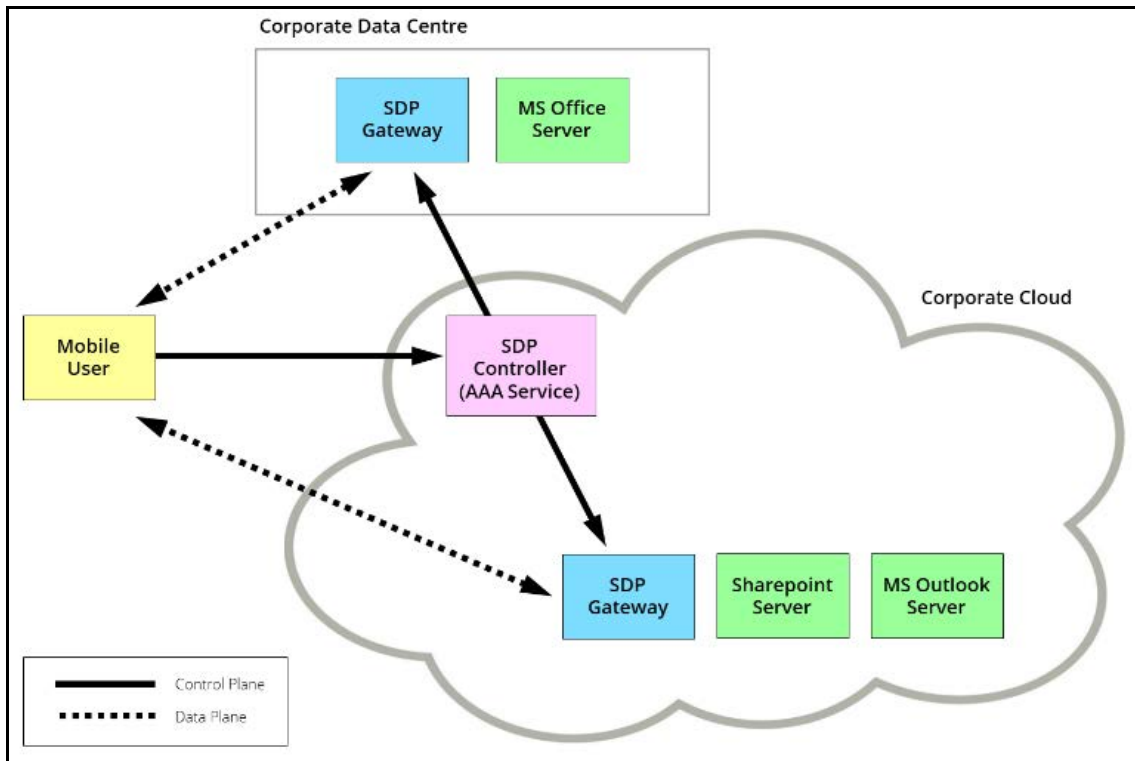 Corporate Data Centre
SDP
Gateway
MS Office
Server
Corporate Cloud
Mobile
User
SDP
Controller
(AAA Service)
SDP
Gateway
Sharepoint
Server
MS Outlook
Server
Control Plane
Data Plane